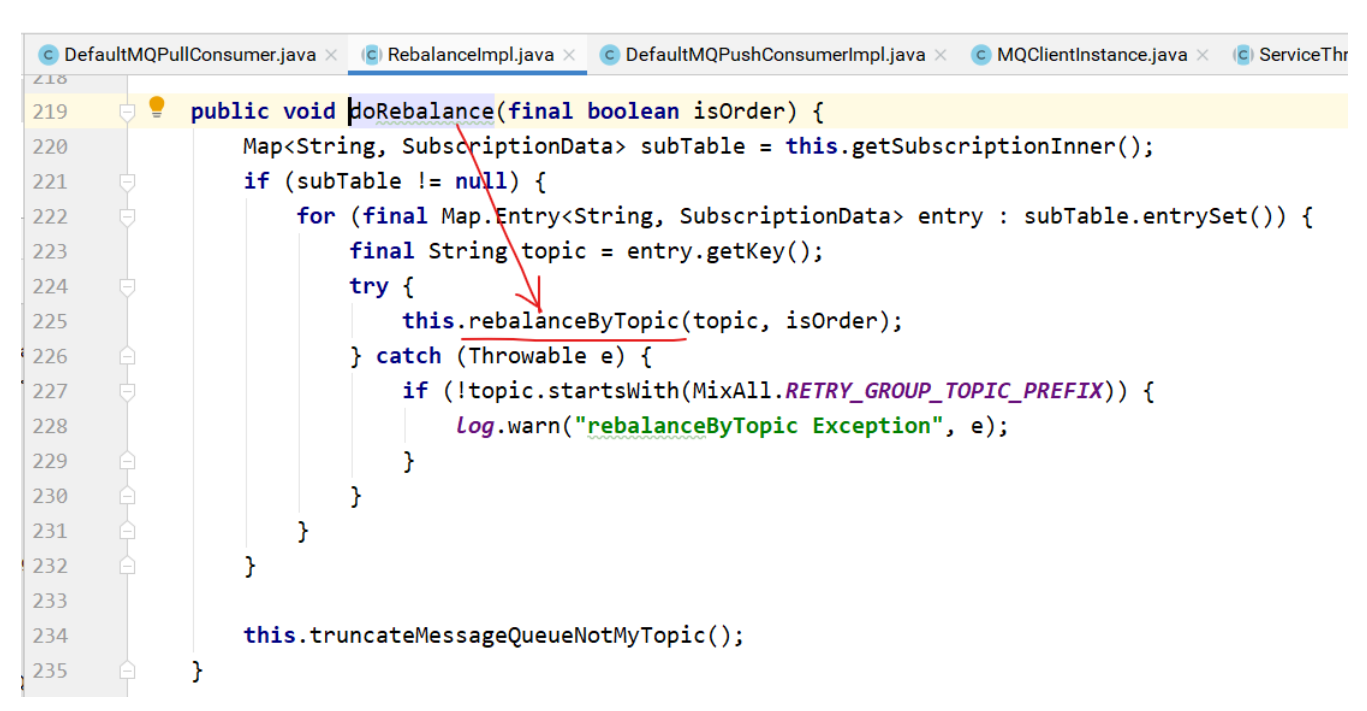 DefaultMQPullConsumer.java × RebalanceImpl.java × DefaultMQPushConsumerImpl.java × MQClientInstance.java × ServiceThr
218
219 public void doRebalance(final boolean isOrder) {
220 Map<String, SubscriptionData> subTable = this.getSubscriptionInner();
221 if (subTable != null) {
222 for (final Map.Entry<String, SubscriptionData> entry : subTable.entrySet()) {
223 final String topic = entry.getKey();
224 try {
225 this.rebalanceByTopic(topic, isOrder);
226 } catch (Throwable e) {
227 if (!topic.startsWith(MixAll.RETRY_GROUP_TOPIC_PREFIX)) {
228 log.warn("rebalanceByTopic Exception", e);
229 }
230 }
231 }
232 }
233
234 this.truncateMessageQueueNotMyTopic();
235 }